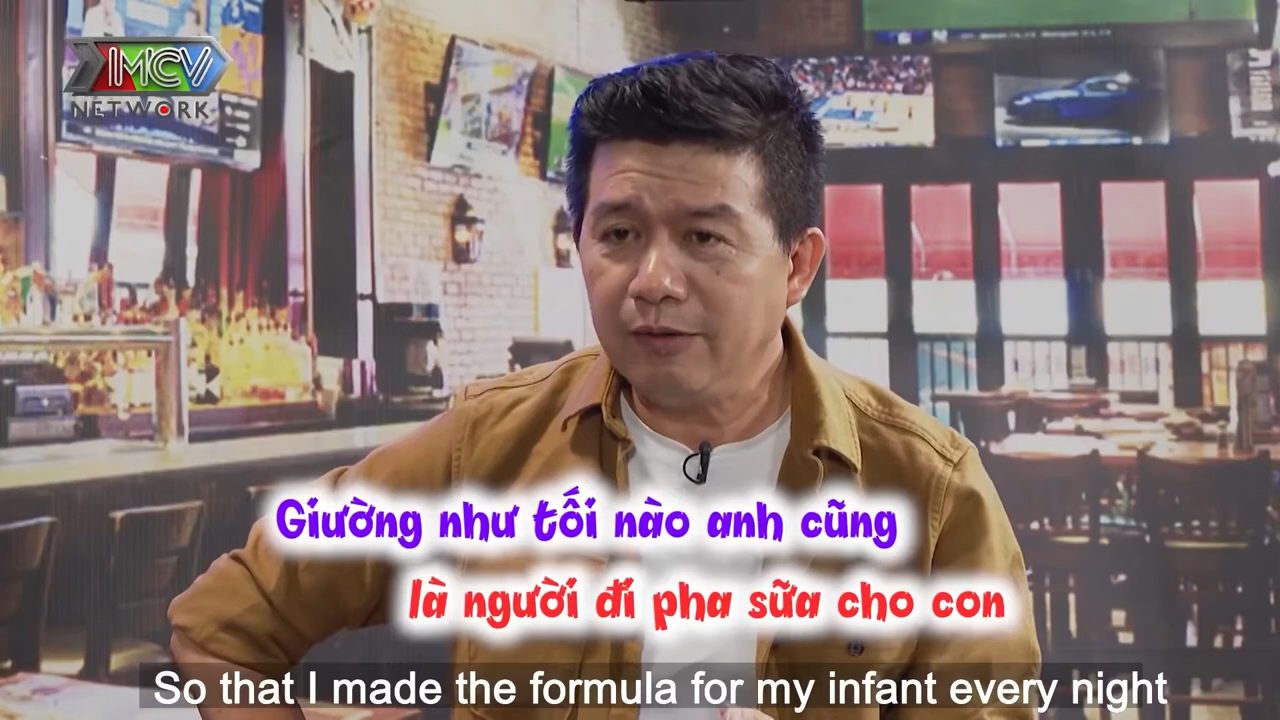 MCV
NETWORK
Giường như tối nào anh cũng
là người đi pha sữa cho con
So that I made the formula for my infant every night